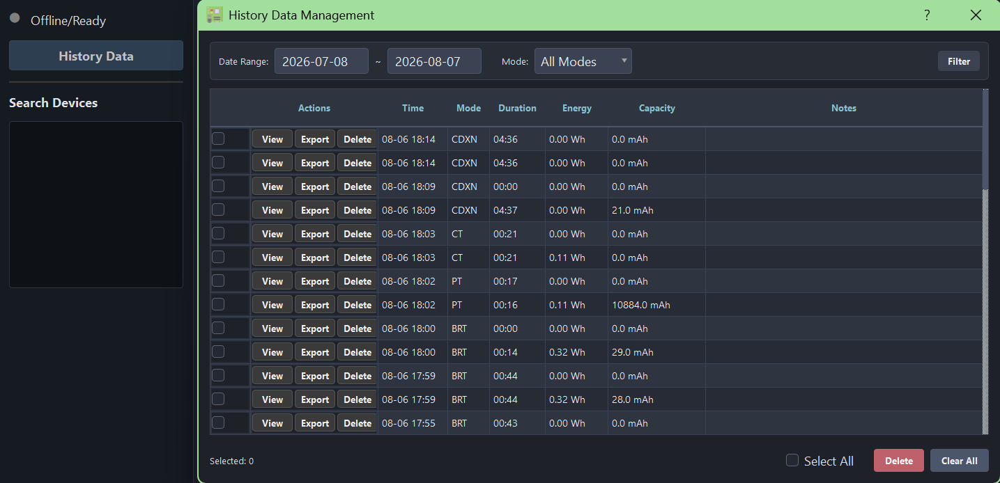 Offline/Ready
History Data
Search Devices
History Data Management ?
Date Range: 2026-07-08 ~ 2026-08-07 Mode: All Modes Filter
Actions Time Mode Duration Energy Capacity Notes
View Export Delete 08-06 18:14 CDXN 04:36 0.00 Wh 0.0 mAh
View Export Delete 08-06 18:14 CDXN 04:36 0.00 Wh 0.0 mAh
View Export Delete 08-06 18:09 CDXN 00:00 0.00 Wh 0.0 mAh
View Export Delete 08-06 18:09 CDXN 04:37 0.00 Wh 21.0 mAh
View Export Delete 08-06 18:03 CT 00:21 0.00 Wh 0.0 mAh
View Export Delete 08-06 18:03 CT 00:21 0.11 Wh 0.0 mAh
View Export Delete 08-06 18:02 PT 00:17 0.00 Wh 0.0 mAh
View Export Delete 08-06 18:02 PT 00:16 0.11 Wh 10884.0 mAh
View Export Delete 08-06 18:00 BRT 00:00 0.00 Wh 0.0 mAh
View Export Delete 08-06 18:00 BRT 00:14 0.32 Wh 29.0 mAh
View Export Delete 08-06 17:59 BRT 00:44 0.00 Wh 0.0 mAh
View Export Delete 08-06 17:59 BRT 00:44 0.32 Wh 28.0 mAh
View Export Delete 08-06 17:55 BRT 00:43 0.00 Wh 0.0 mAh
Selected: 0 Select All Delete Clear All